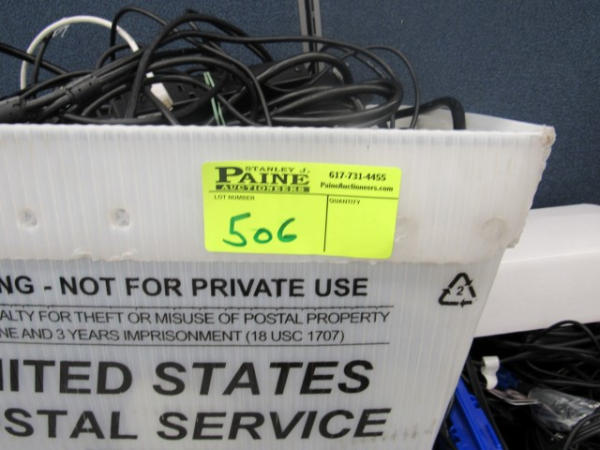 STANLEY J.
PAINE
AUCTIONEERS
617-731-4455
PaineAuctioneers.com
LOT NUMBER
QUANTITY
506
NG - NOT FOR PRIVATE USE
ALTY FOR THEFT OR MISUSE OF POSTAL PROPERTY
NE AND 3 YEARS IMPRISONMENT (18 USC 1707)
2
NITED STATES
STAL SERVICE